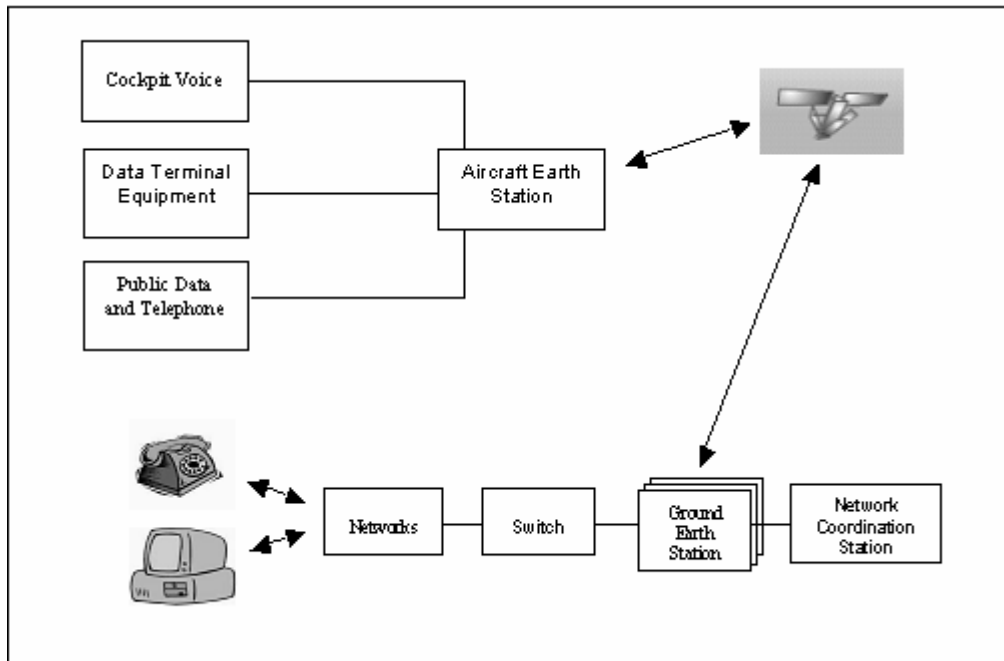 Cockpit Voice
Data Terminal
Equipment
Aircraft Earth
Station
Public Data
and Telephone
Networks
Switch
Ground
Earth
Station
Network
Coordination
Station